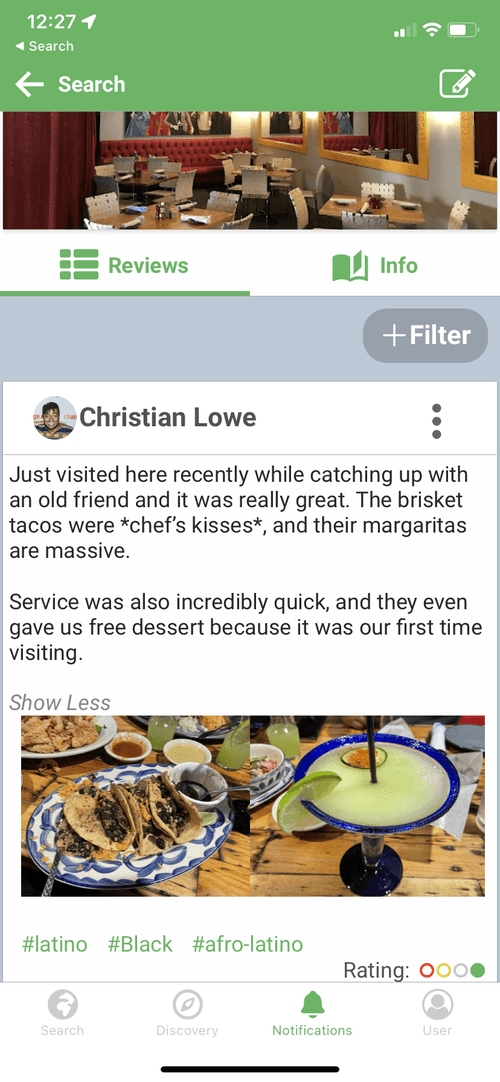 12:27
◄ Search
Search
Reviews
Info
+Filter
Christian Lowe
Just visited here recently while catching up with
an old friend and it was really great. The brisket
tacos were *chef’s kisses*, and their margaritas
are massive.
Service was also incredibly quick, and they even
gave us free dessert because it was our first time
visiting.
Show Less
#latino #Black #afro-latino
Rating:
Search
Discovery
Notifications
User